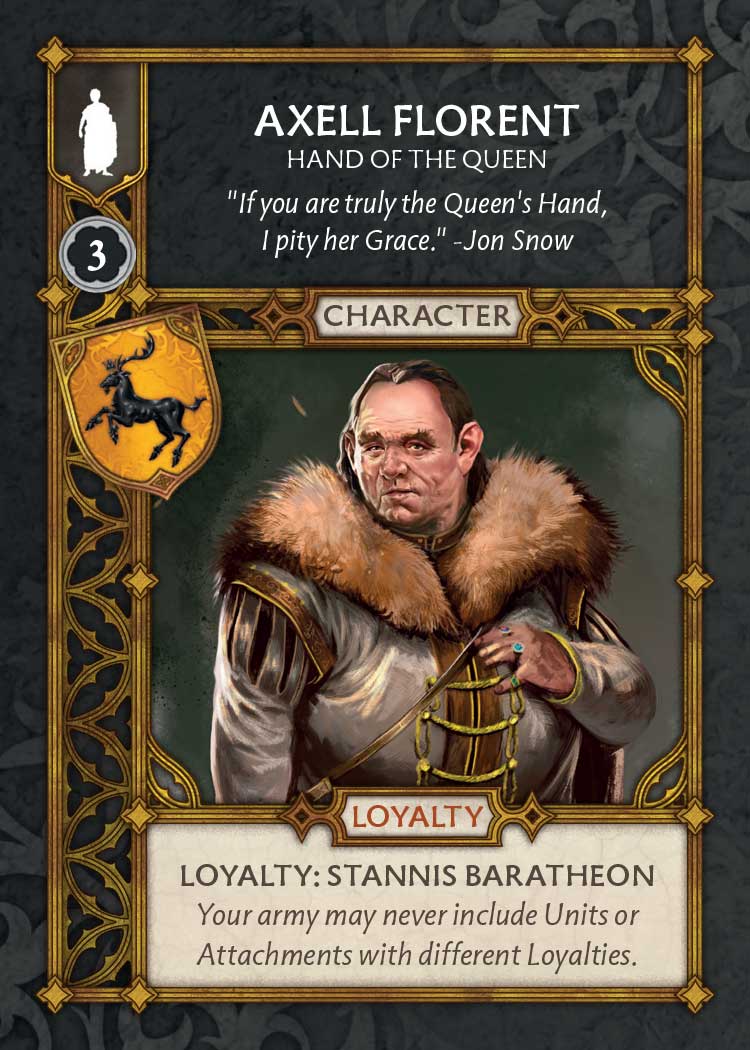 AXELL FLORENT
HAND OF THE QUEEN
"If you are truly the Queen's Hand,
I pity her Grace." -Jon Snow
3
CHARACTER
LOYALTY
LOYALTY: STANNIS BARATHEON
Your army may never include Units or
Attachments with different Loyalties.